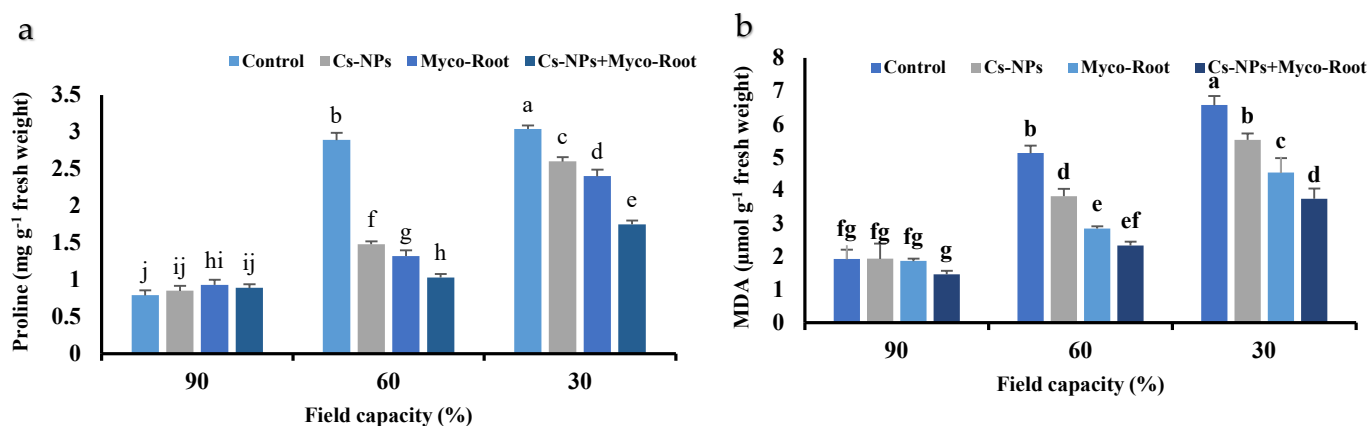 a
Control Cs-NPs Myco-Root Cs-NPs+Myco-Root
Proline (mg g-1 fresh weight)
3.5
3
2.5
2
1.5
1
0.5
0
j ij hi ij
b f g h
a c d e
90 60 30
Field capacity (%)
b
Control Cs-NPs Myco-Root Cs-NPs+Myco-Root
MDA (µmol g-1 fresh weight)
8
7
6
5
4
3
2
1
0
fg fg fg g
b d e ef
a b c d
90 60 30
Field capacity (%)